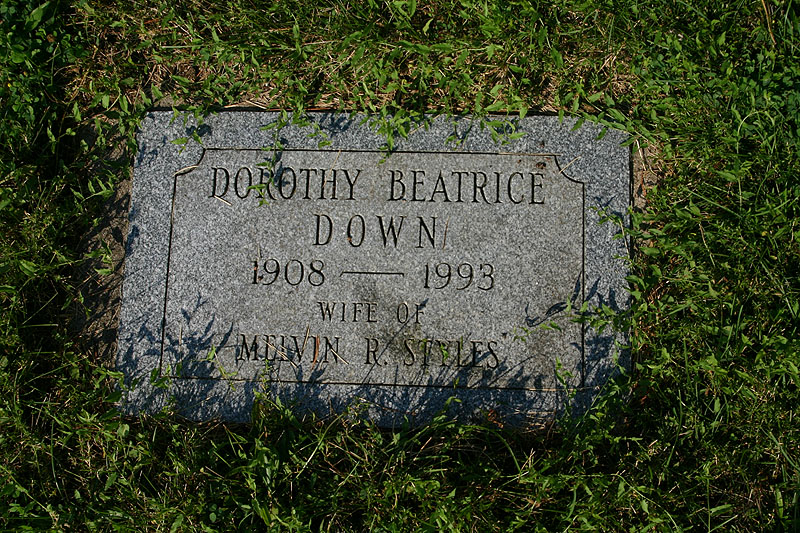 DOROTHY BEATRICE
DOWN
1908 — 1993
WIFE OF
MELVIN R. STYLES